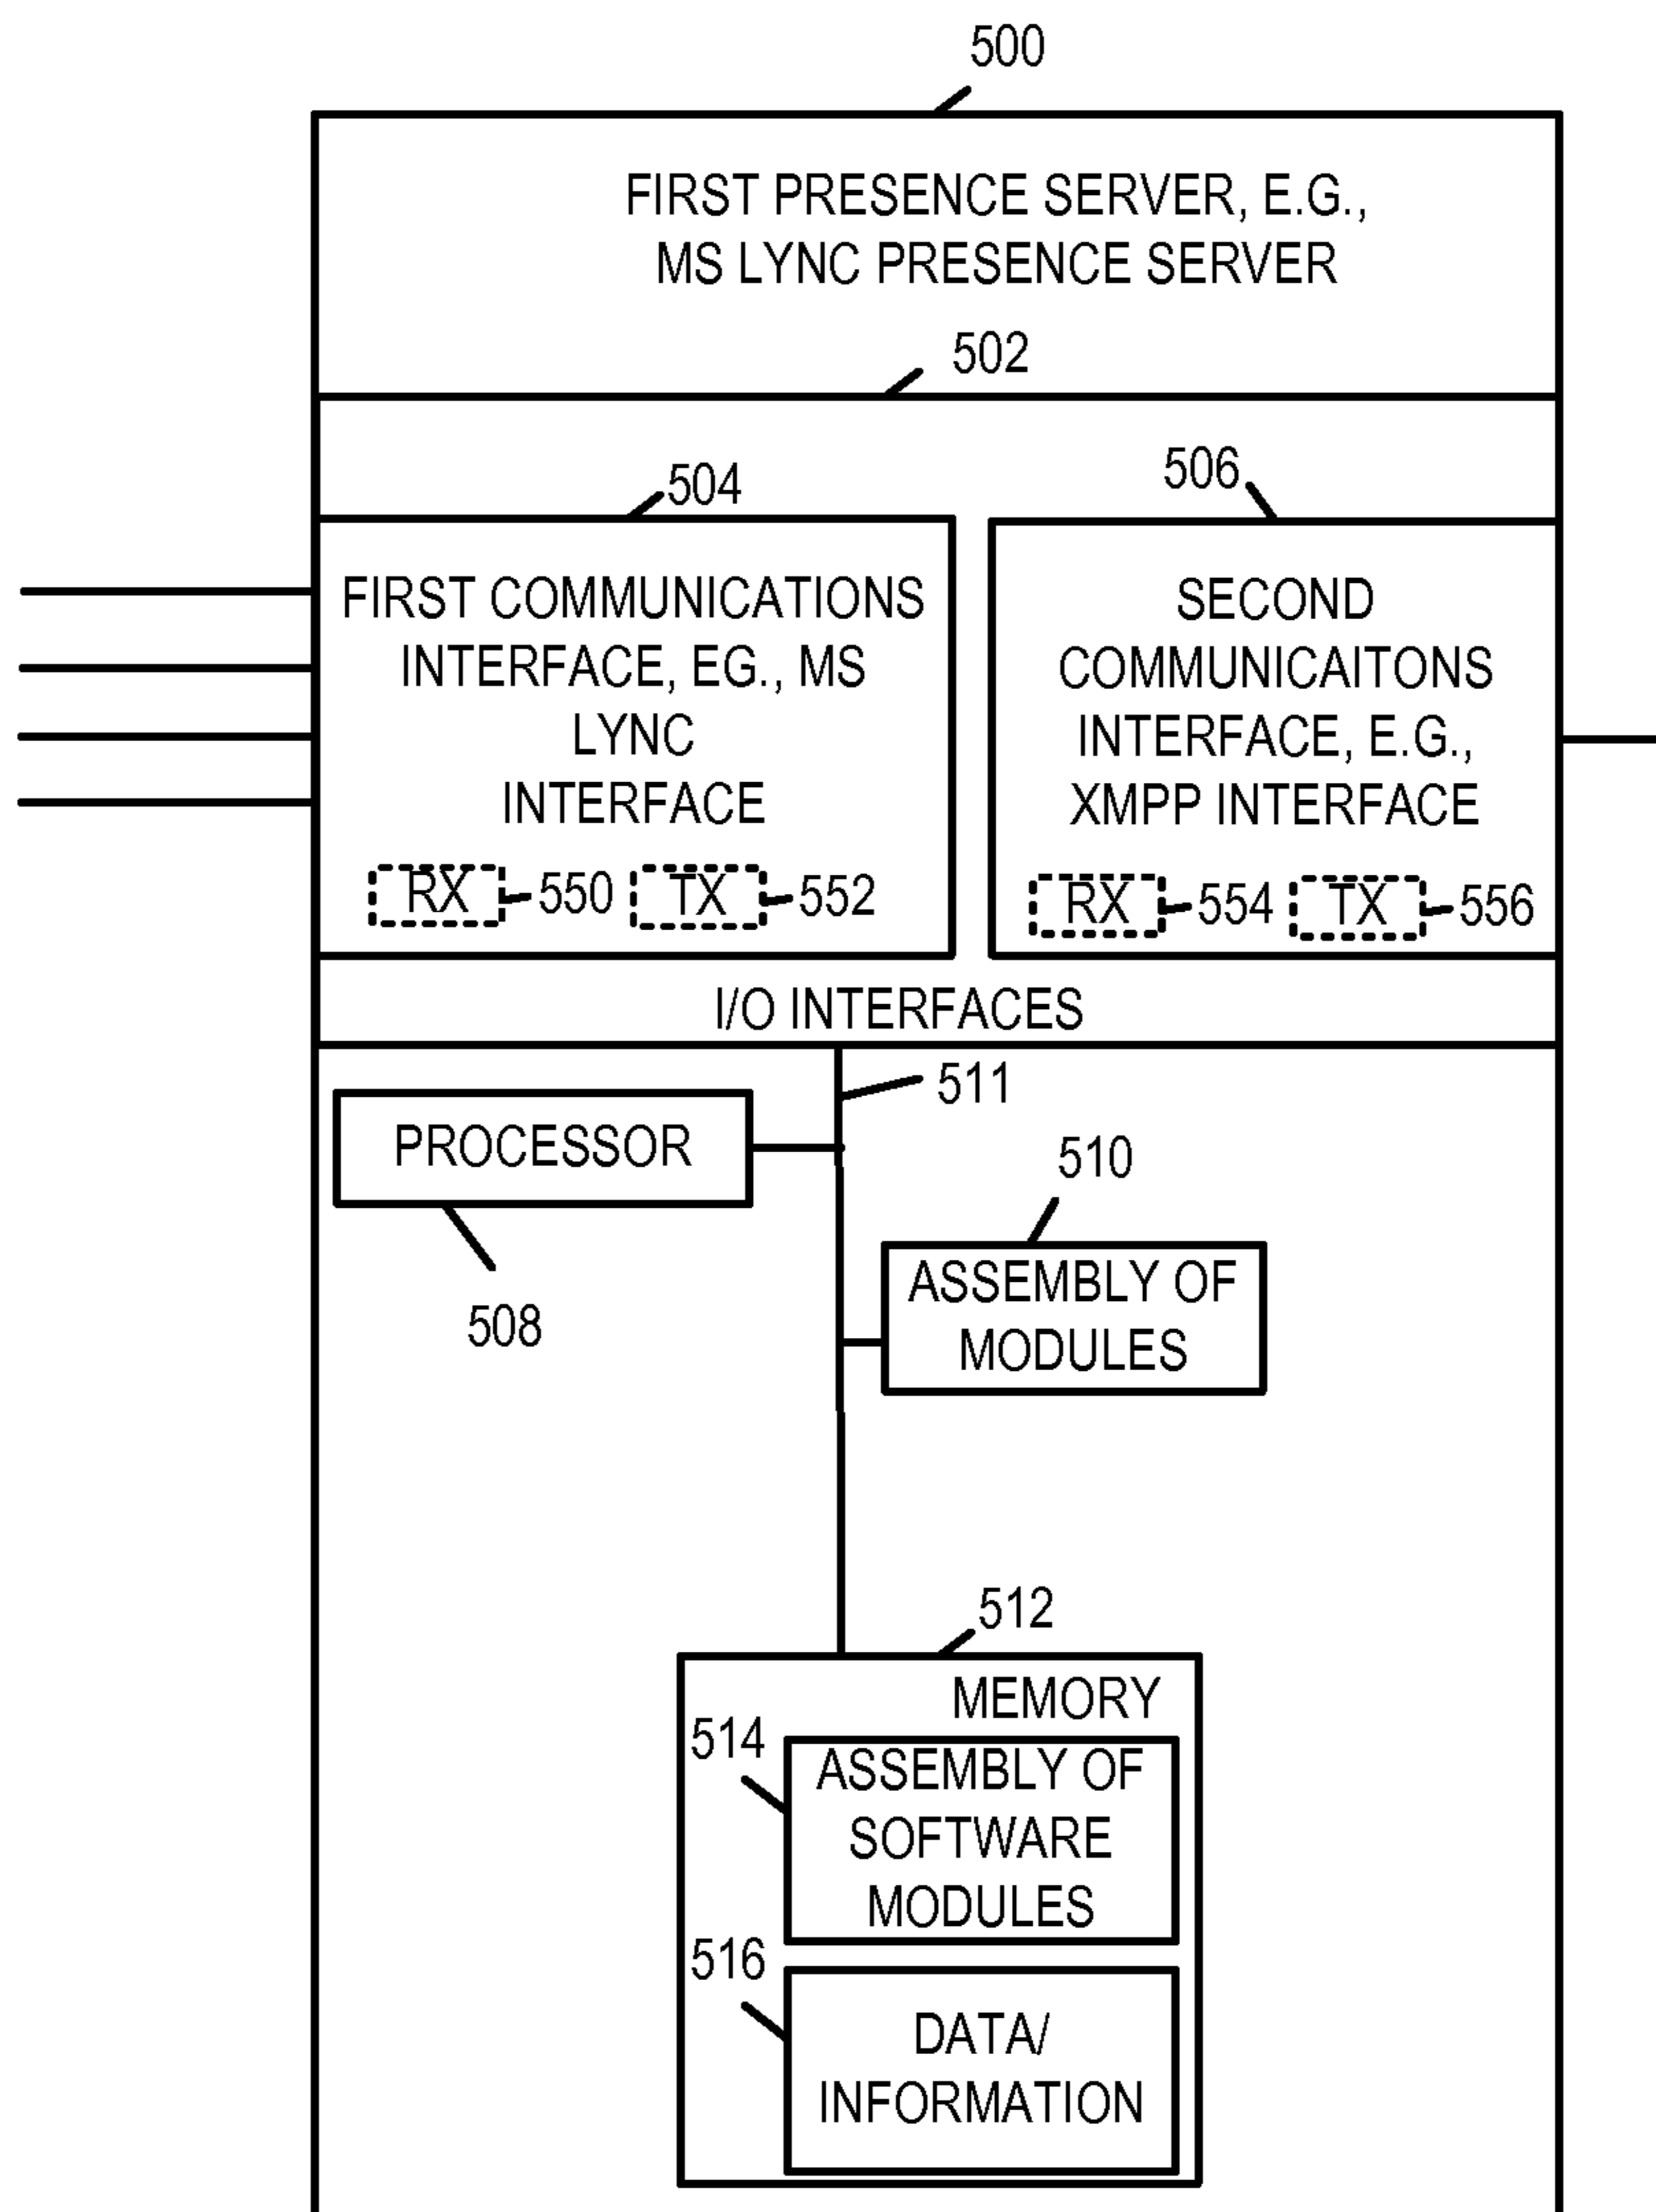 500
FIRST PRESENCE SERVER, E.G.,
MS LYNC PRESENCE SERVER
502
504
506
FIRST COMMUNICATIONS
INTERFACE, EG., MS
LYNC
INTERFACE
RX 550 TX 552
SECOND
COMMUNICAITONS
INTERFACE, E.G.,
XMPP INTERFACE
RX 554 TX 556
I/O INTERFACES
511
PROCESSOR
508
510
ASSEMBLY OF
MODULES
512
MEMORY
514
ASSEMBLY OF
SOFTWARE
MODULES
516
DATA/
INFORMATION